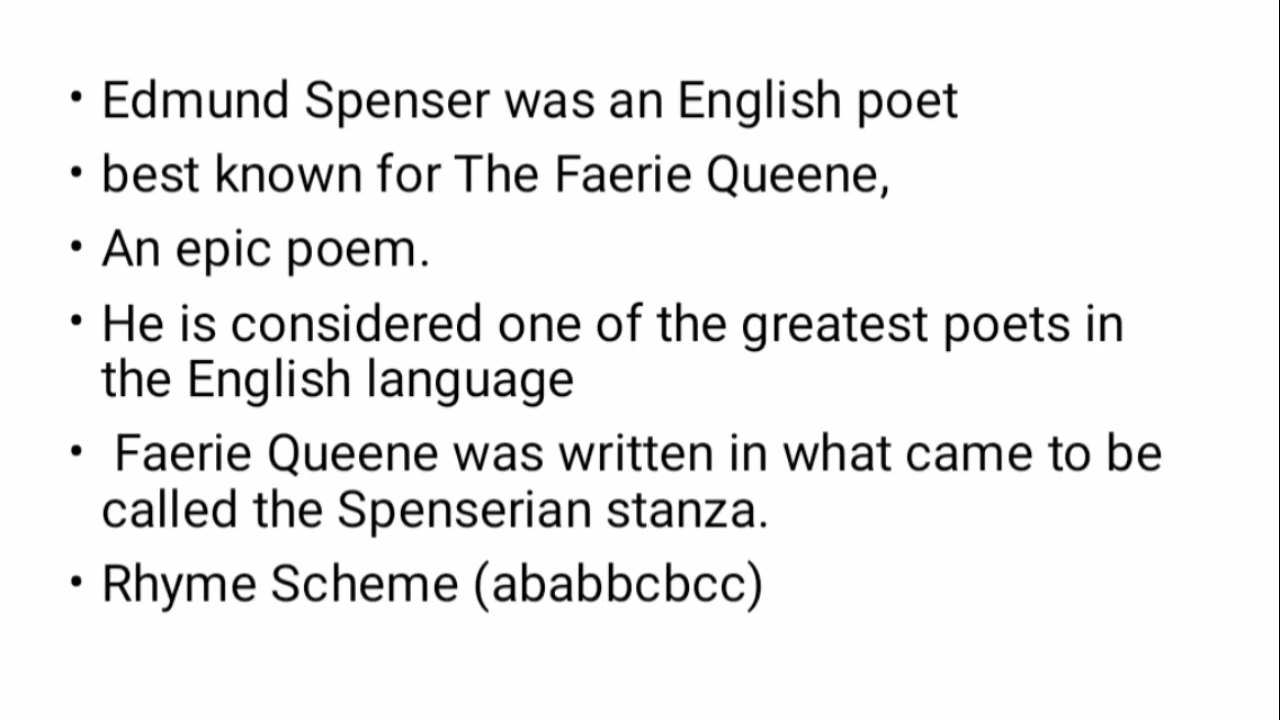 • Edmund Spenser was an English poet
• best known for The Faerie Queene,
• An epic poem.
• He is considered one of the greatest poets in
the English language
• Faerie Queene was written in what came to be
called the Spenserian stanza.
• Rhyme Scheme (ababbcbcc)